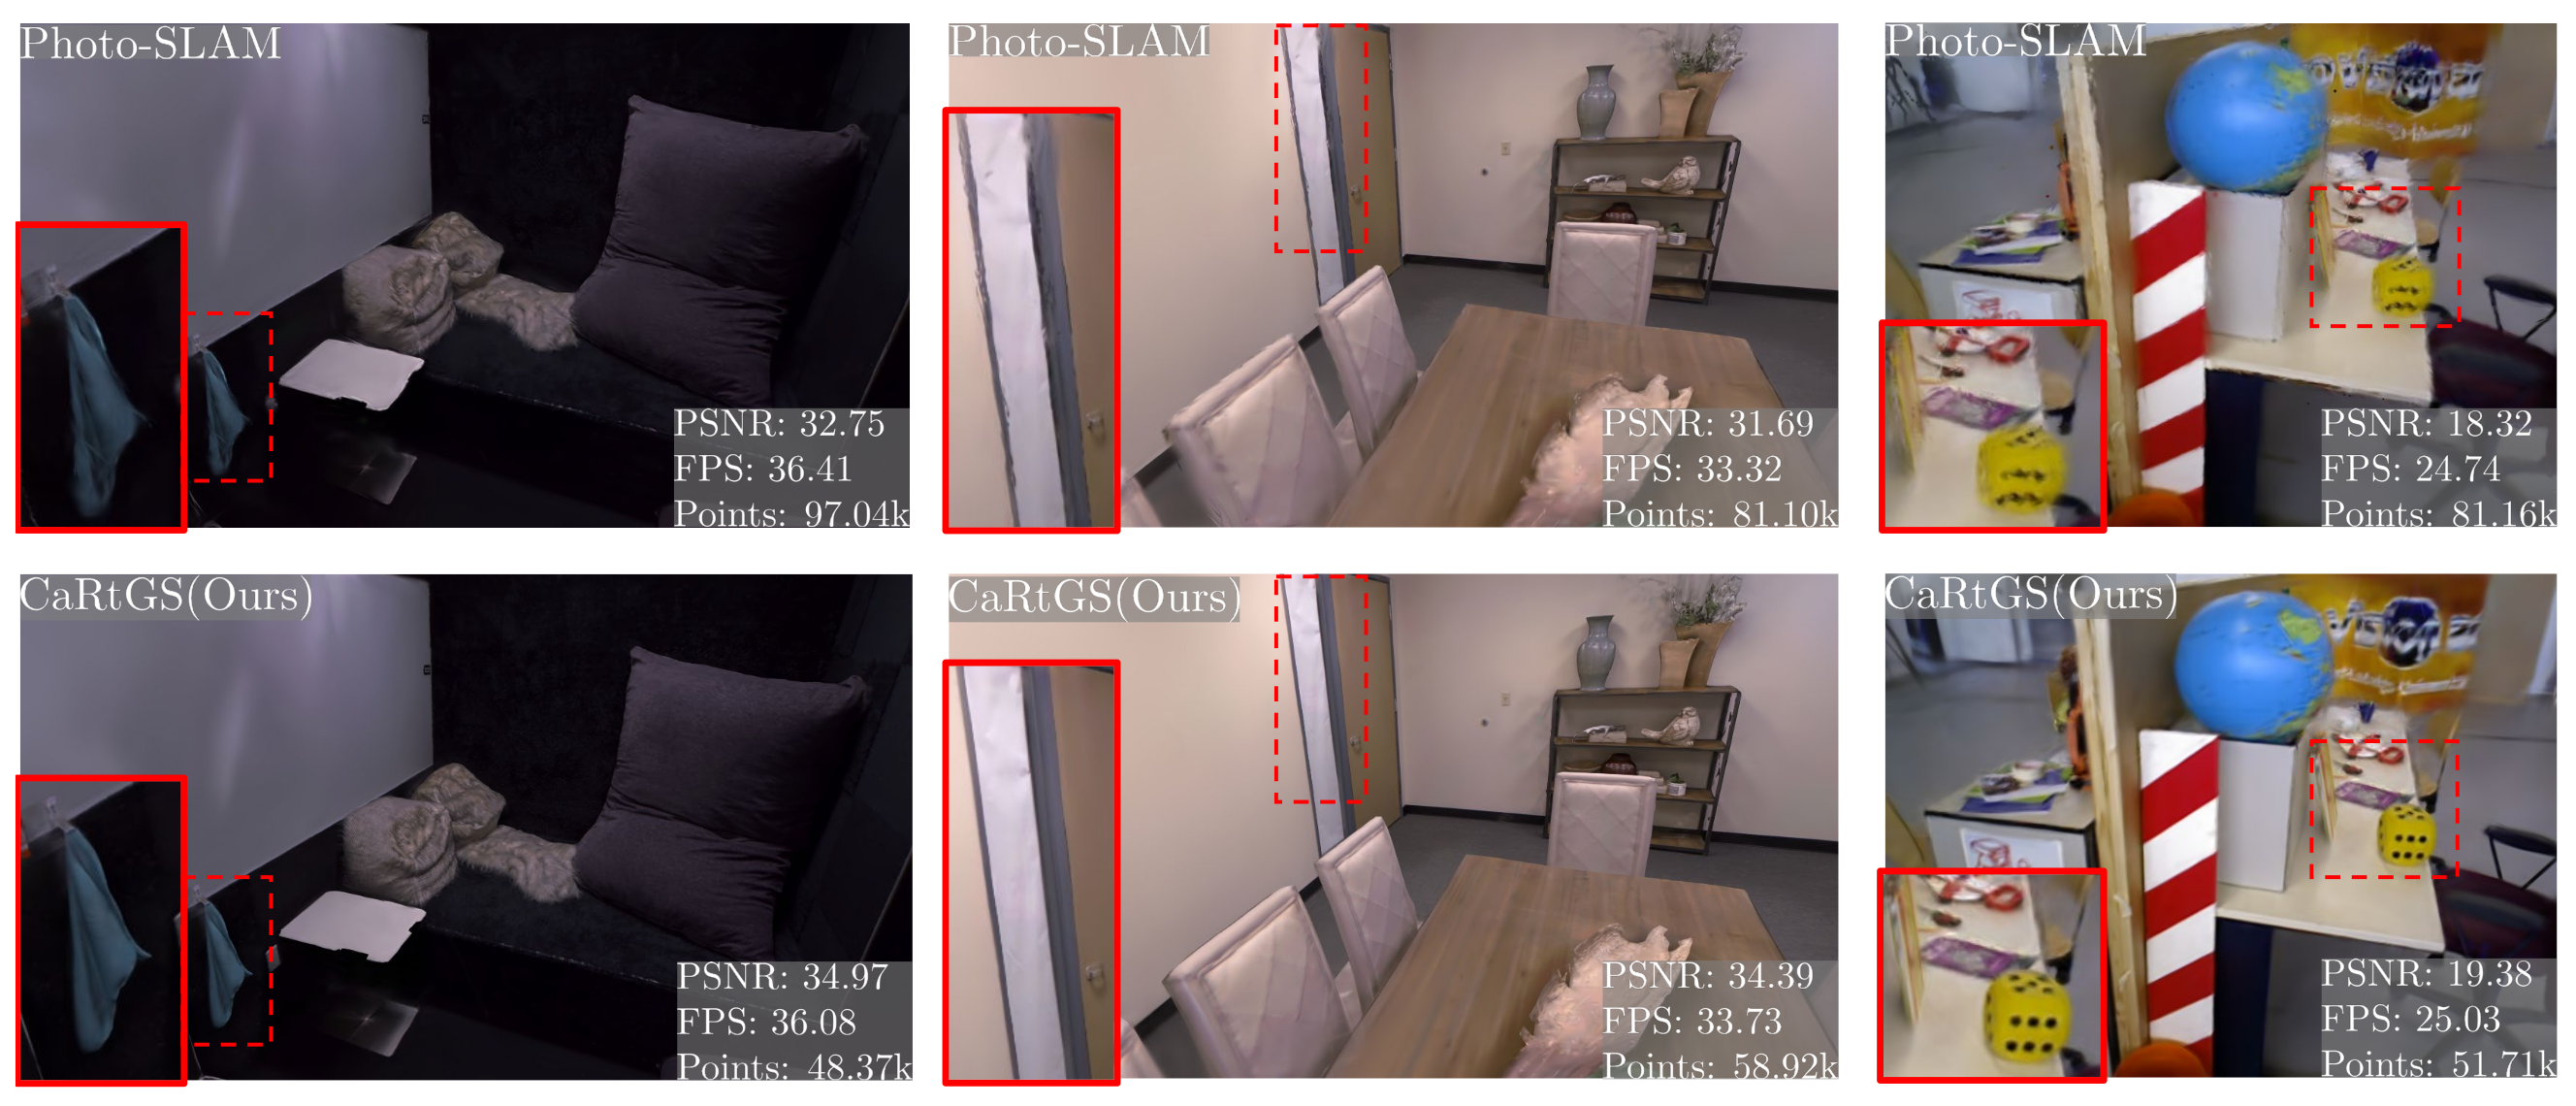 Photo-SLAM
PSNR: 32.75
FPS: 36.41
Points: 97.04k
Photo-SLAM
PSNR: 31.69
FPS: 33.32
Points: 81.10k
Photo-SLAM
PSNR: 18.32
FPS: 24.74
Points: 81.16k
CaRtGS(Ours)
PSNR: 34.97
FPS: 36.08
Points: 48.37k
CaRtGS(Ours)
PSNR: 34.39
FPS: 33.73
Points: 58.92k
CaRtGS(Ours)
PSNR: 19.38
FPS: 25.03
Points: 51.71k